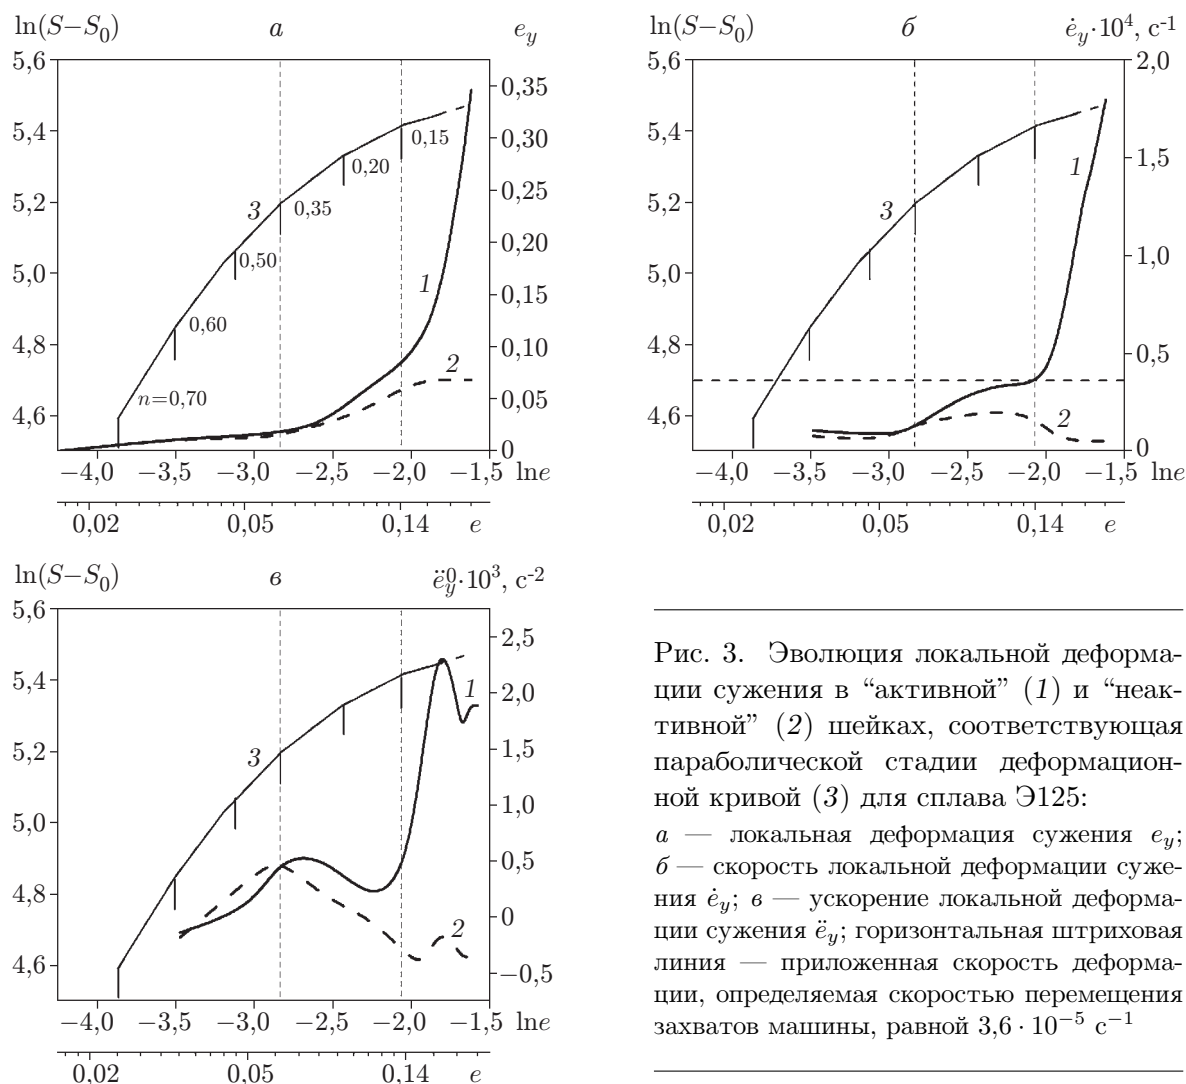 ln(S−S₀) а e_y
5,6
5,4
5,2
5,0
4,8
4,6
0,35
0,30
0,25
0,20
0,15
0,10
0,05
0
n=0,70
0,60
0,50
0,35
0,20
0,15
3
1
2
−4,0 −3,5 −3,0 −2,5 −2,0 −1,5 lne
0,02 0,05 0,14 e
ln(S−S₀) б ė_y·10⁴, с⁻¹
5,6
5,4
5,2
5,0
4,8
4,6
2,0
1,5
1,0
0,5
0
3
1
2
−4,0 −3,5 −3,0 −2,5 −2,0 −1,5 lne
0,02 0,05 0,14 e
ln(S−S₀) в ë⁰_y·10³, с⁻²
5,6
5,4
5,2
5,0
4,8
4,6
2,5
2,0
1,5
1,0
0,5
0
−0,5
3
1
2
−4,0 −3,5 −3,0 −2,5 −2,0 −1,5 lne
0,02 0,05 0,14 e
Рис. 3. Эволюция локальной деформа-
ции сужения в “активной” (1) и “неак-
тивной” (2) шейках, соответствующая
параболической стадии деформацион-
ной кривой (3) для сплава Э125:
а — локальная деформация сужения e_y;
б — скорость локальной деформации суже-
ния ė_y; в — ускорение локальной деформа-
ции сужения ë_y; горизонтальная штриховая
линия — приложенная скорость деформа-
ции, определяемая скоростью перемещения
захватов машины, равной 3,6 · 10⁻⁵ с⁻¹